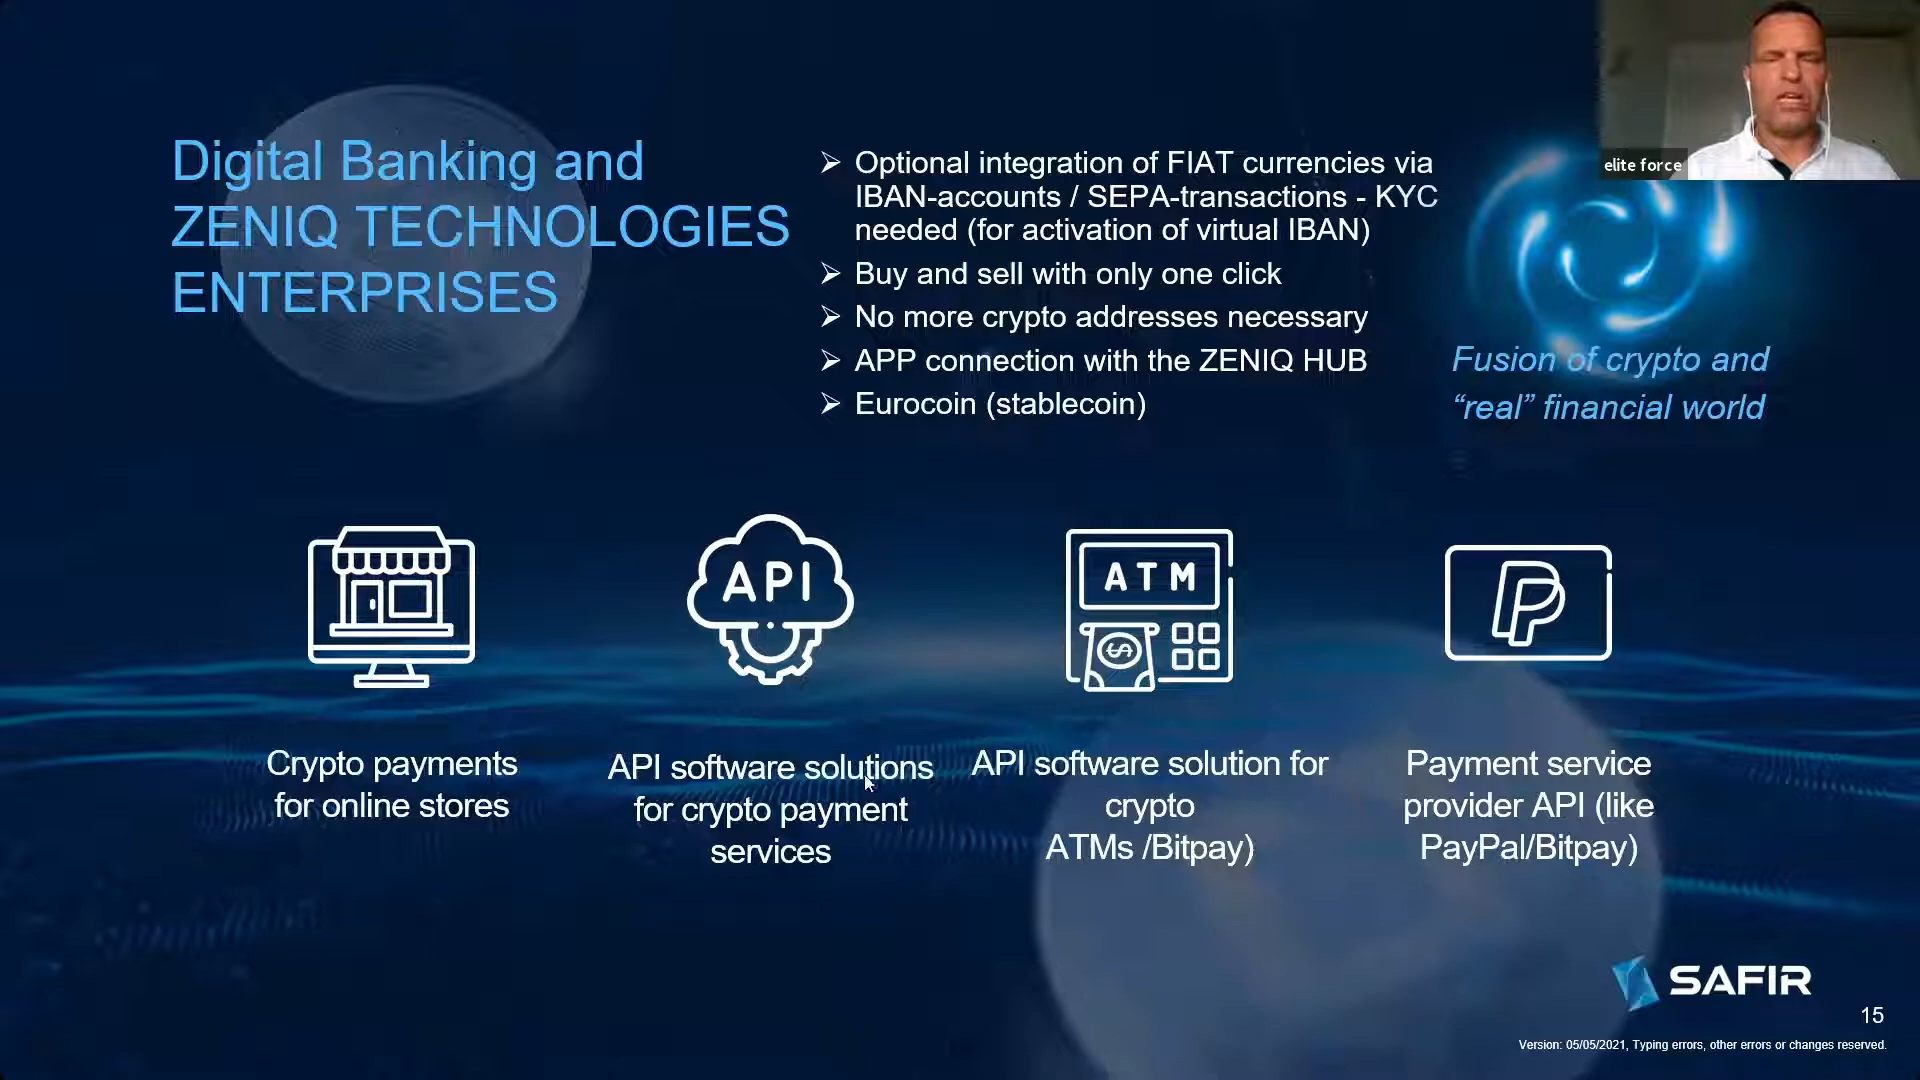 Digital Banking and
ZENIQ TECHNOLOGIES
ENTERPRISES
➢ Optional integration of FIAT currencies via
IBAN-accounts / SEPA-transactions - KYC
needed (for activation of virtual IBAN)
➢ Buy and sell with only one click
➢ No more crypto addresses necessary
➢ APP connection with the ZENIQ HUB
➢ Eurocoin (stablecoin)
elite force
Fusion of crypto and
“real” financial world
API
ATM
Crypto payments
for online stores
API software solutions
for crypto payment
services
API software solution for
crypto
ATMs /Bitpay)
Payment service
provider API (like
PayPal/Bitpay)
SAFIR
15
Version: 05/05/2021, Typing errors, other errors or changes reserved.